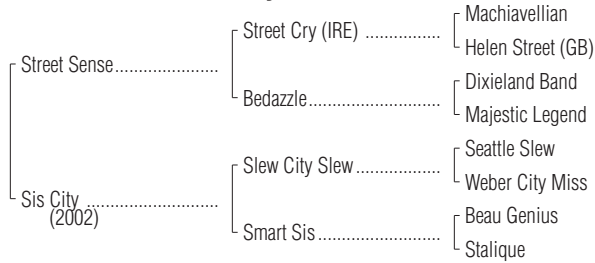 Machiavellian
Street Cry (IRE) ................
Helen Street (GB)
Street Sense......................
Dixieland Band
Bedazzle............................
Majestic Legend
Seattle Slew
Slew City Slew..................
Weber City Miss
Sis City ............................
(2002)
Beau Genius
Smart Sis..........................
Stalique